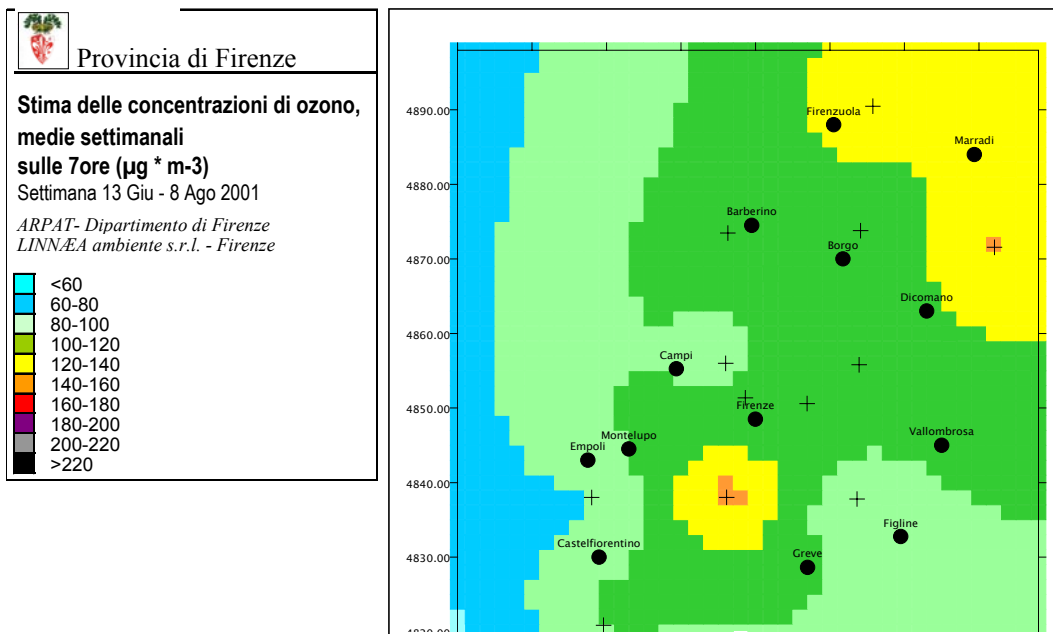 Provincia di Firenze
Stima delle concentrazioni di ozono,
medie settimanali
sulle 7ore (µg * m-3)
Settimana 13 Giu - 8 Ago 2001
ARPAT- Dipartimento di Firenze
LINNÆA ambiente s.r.l. - Firenze
<60
60-80
80-100
100-120
120-140
140-160
160-180
180-200
200-220
>220
4890.00
Firenzuola
Marradi
4880.00
Barberino
4870.00
Borgo
Dicomano
4860.00
Campi
4850.00
Firenze
Vallombrosa
Montelupo
Empoli
4840.00
Figline
Castelfiorentino
4830.00
Greve
4820.00